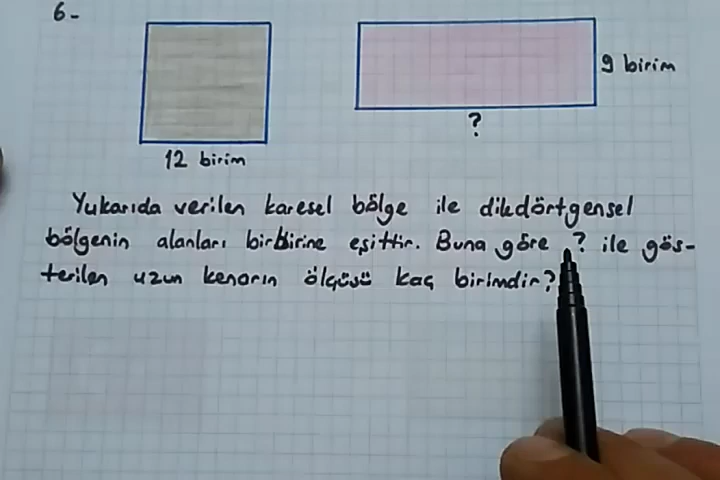 6-
9 birim
?
12 birim
Yukarıda verilen karesel bölge ile dikdörtgensel
bölgenin alanları birbirine eşittir. Buna göre ? ile gös-
terilen uzun kenarın ölçüsü kaç birimdir?